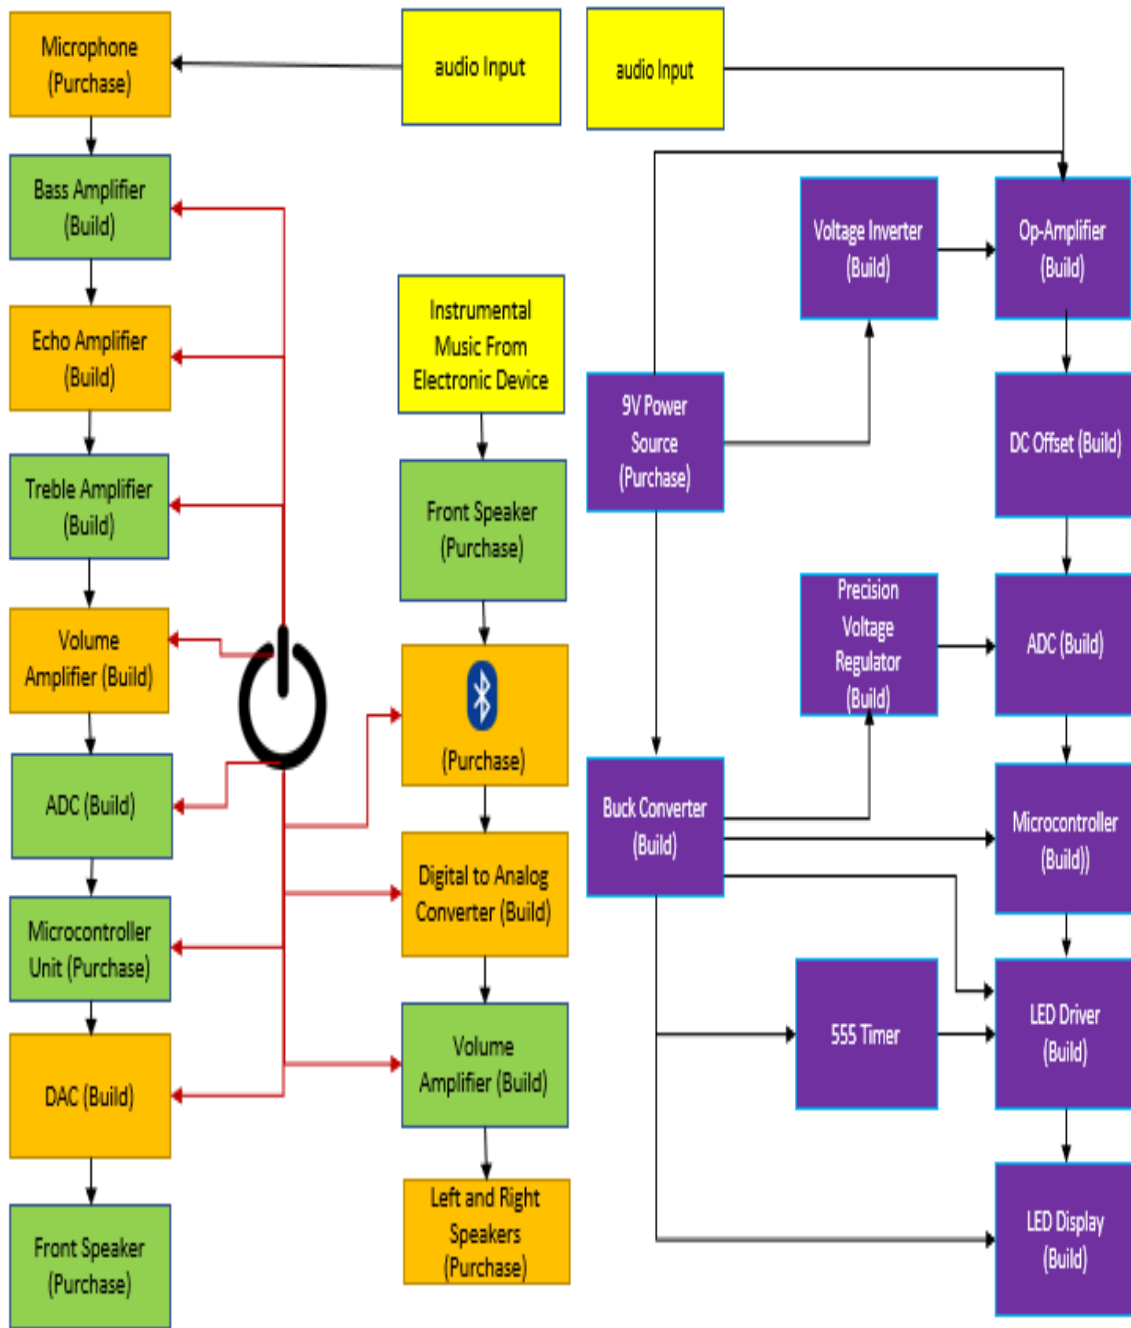 Microphone
(Purchase)
audio Input
audio Input
Bass Amplifier
(Build)
Echo Amplifier
(Build)
Treble Amplifier
(Build)
Volume
Amplifier (Build)
ADC (Build)
Microcontroller
Unit (Purchase)
DAC (Build)
Front Speaker
(Purchase)
Instrumental
Music From
Electronic Device
Front Speaker
(Purchase)
(Purchase)
Digital to Analog
Converter (Build)
Volume
Amplifier (Build)
Left and Right
Speakers
(Purchase)
9V Power
Source
(Purchase)
Buck Converter
(Build)
Voltage Inverter
(Build)
Precision
Voltage
Regulator
(Build)
555 Timer
Op-Amplifier
(Build)
DC Offset (Build)
ADC (Build)
Microcontroller
(Build))
LED Driver
(Build)
LED Display
(Build)